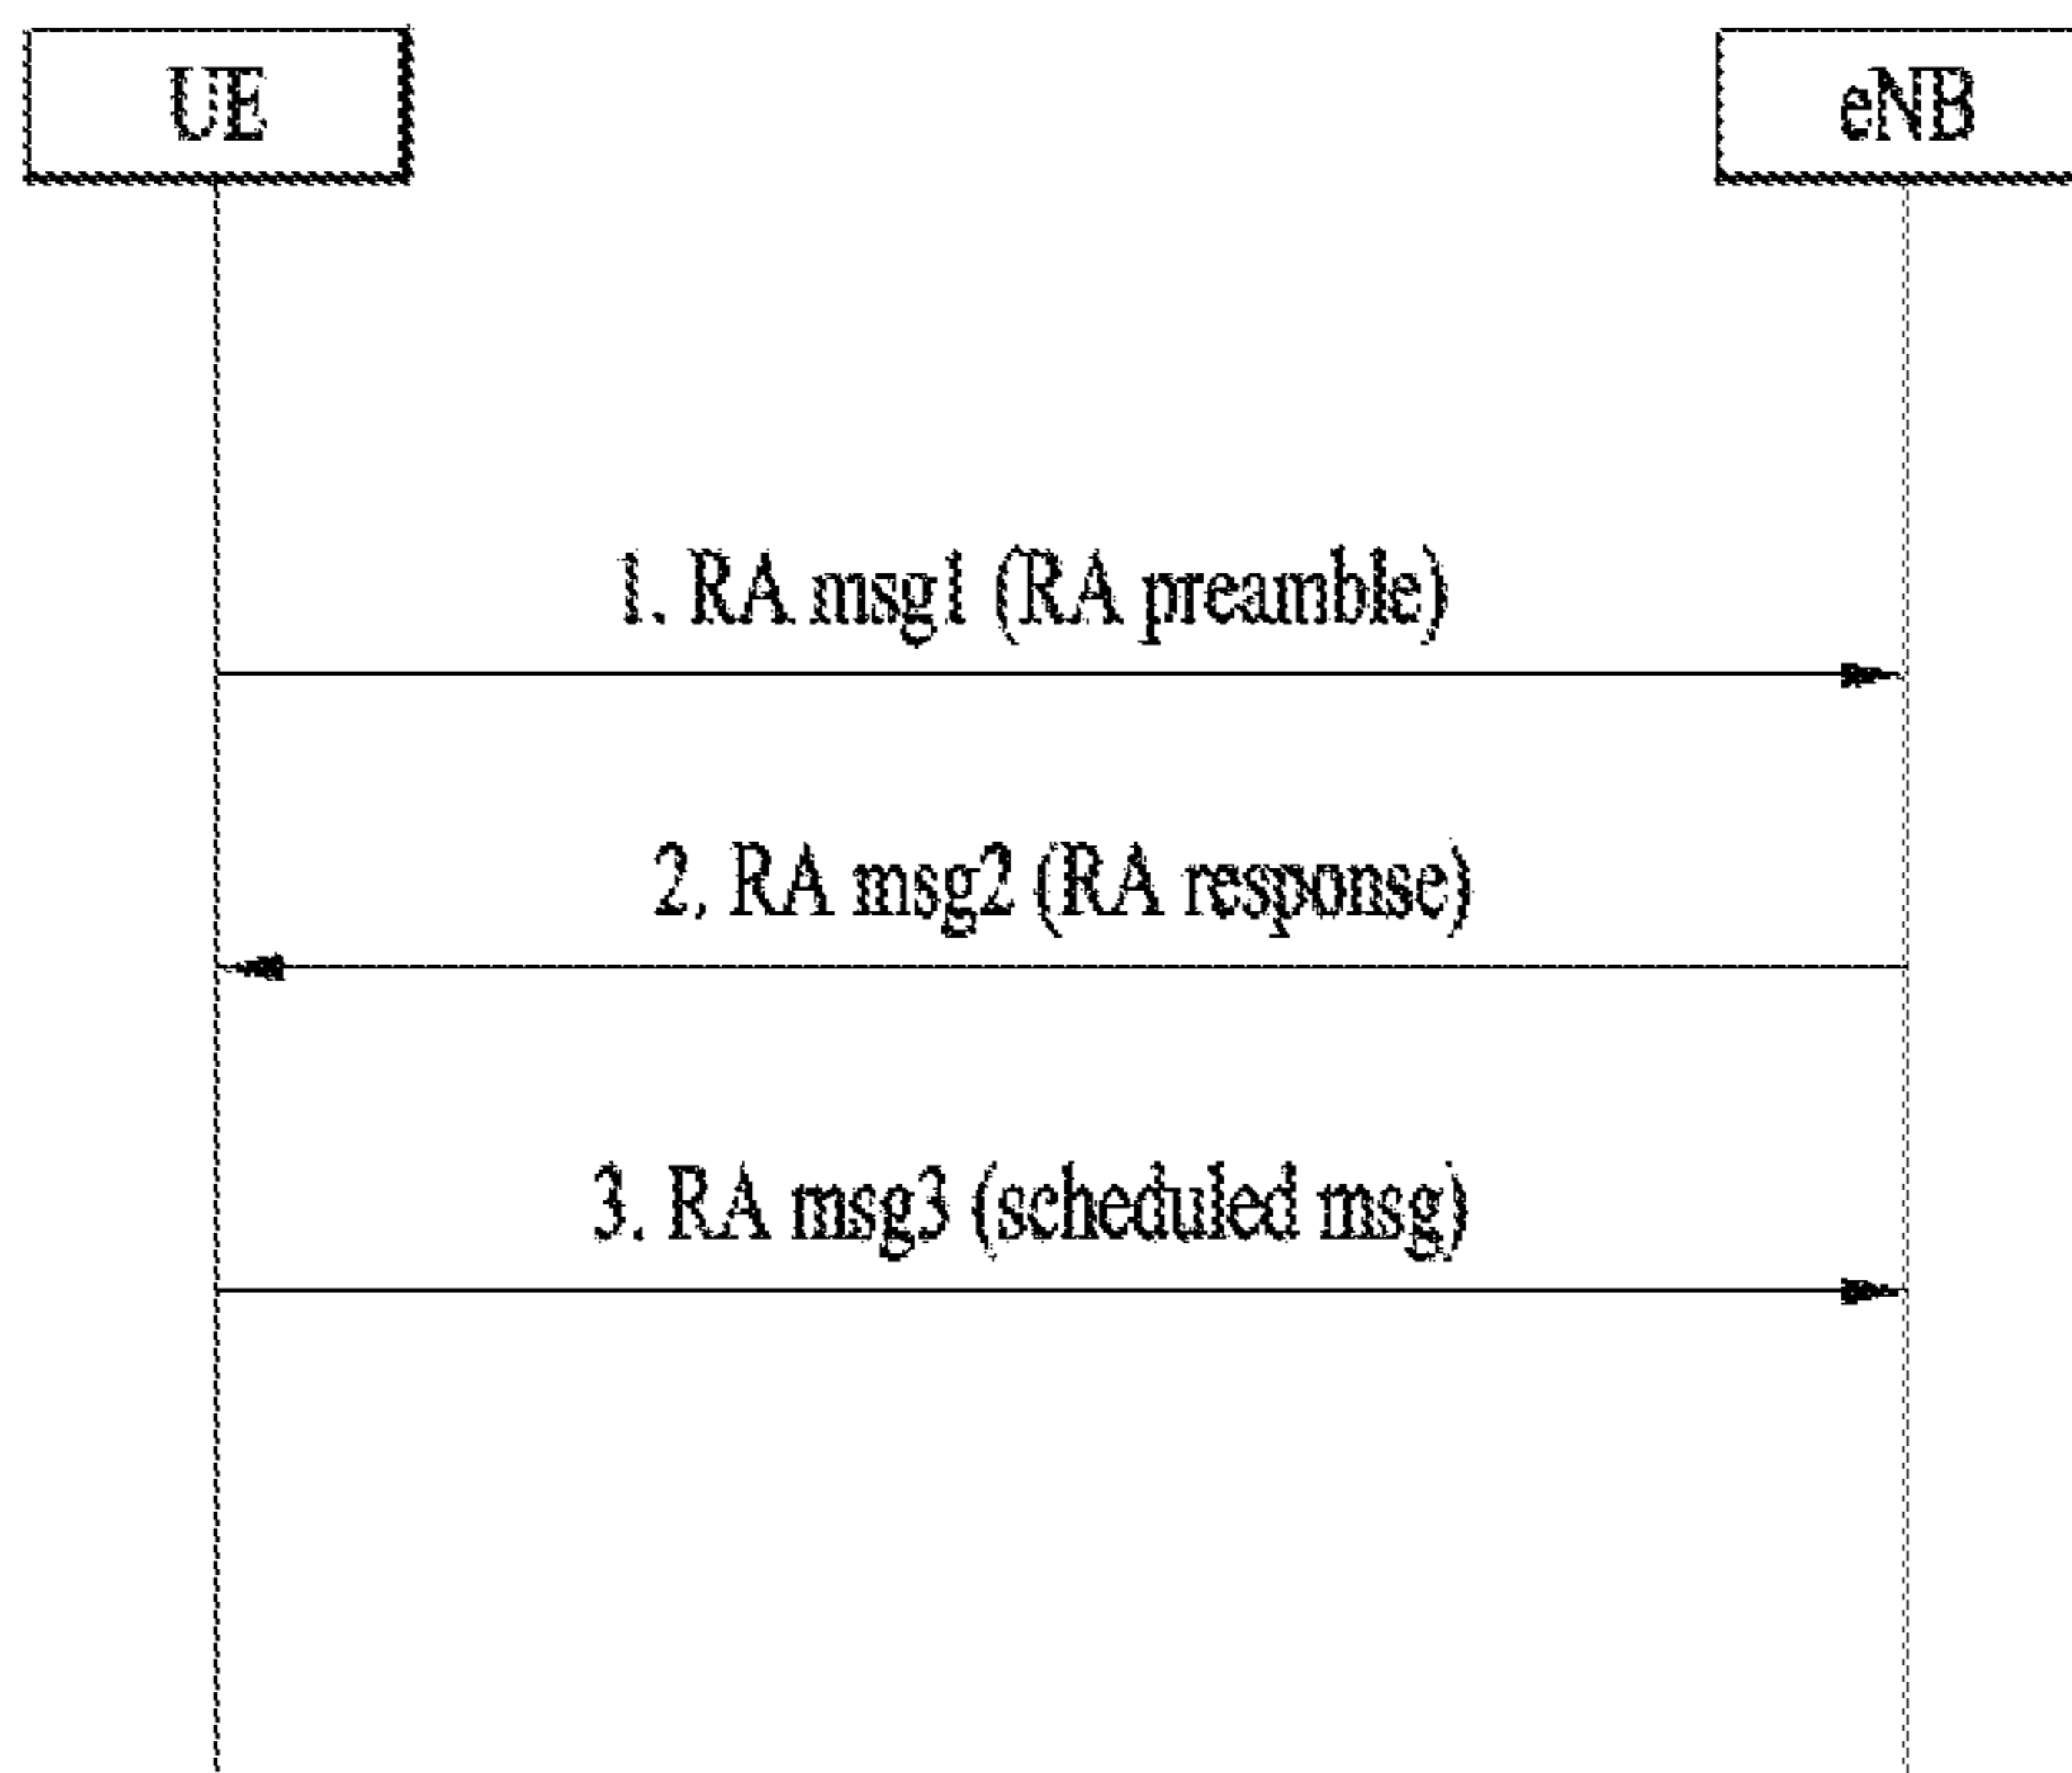 UE
eNB
1. RA msg1 (RA preamble)
2. RA msg2 (RA response)
3. RA msg3 (scheduled msg)